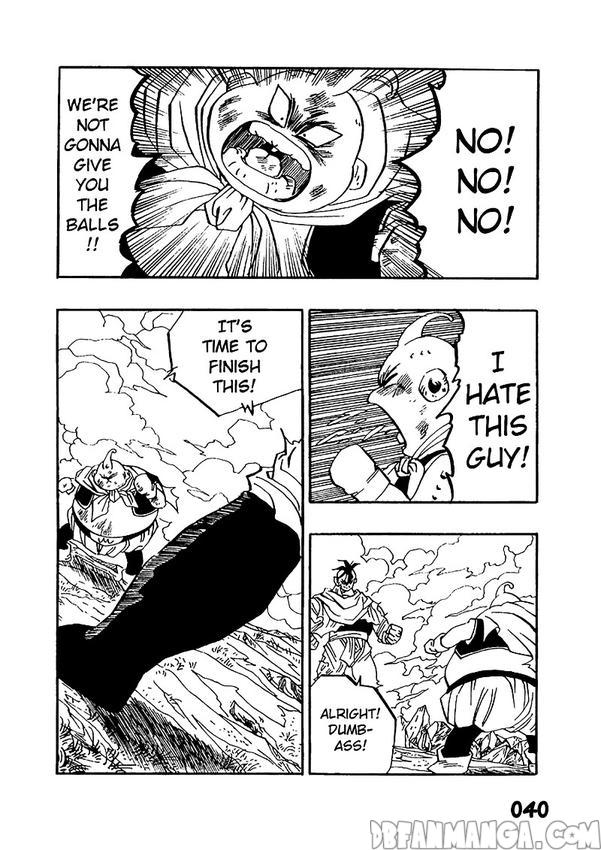 NO!
NO!
NO!
WE'RE
NOT
GONNA
GIVE
YOU
THE
BALLS
!!
I
HATE
THIS
GUY!
ALRIGHT!
DUMB-
ASS!
IT'S
TIME TO
FINISH
THIS!
040
DBFANMANGA.COM